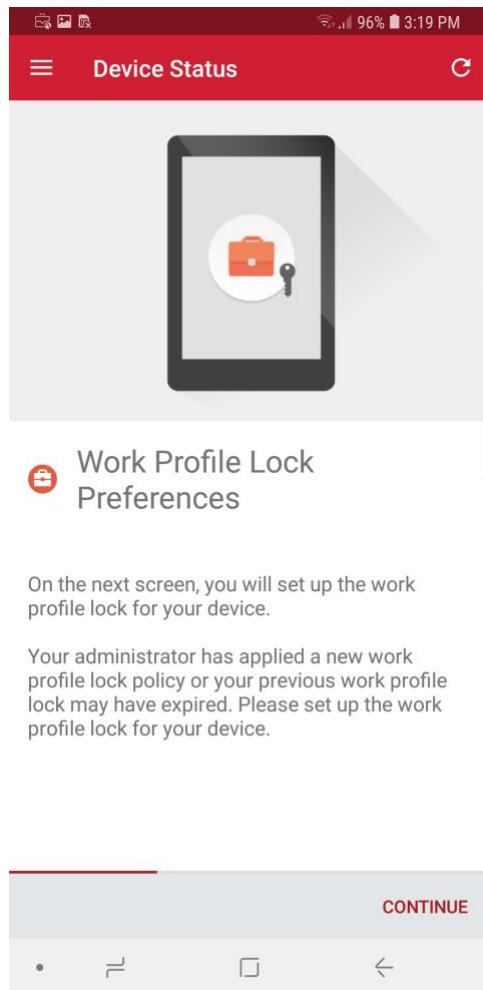 96% 3:19 PM
Device Status
Work Profile Lock
Preferences
On the next screen, you will set up the work
profile lock for your device.
Your administrator has applied a new work
profile lock policy or your previous work profile
lock may have expired. Please set up the work
profile lock for your device.
CONTINUE